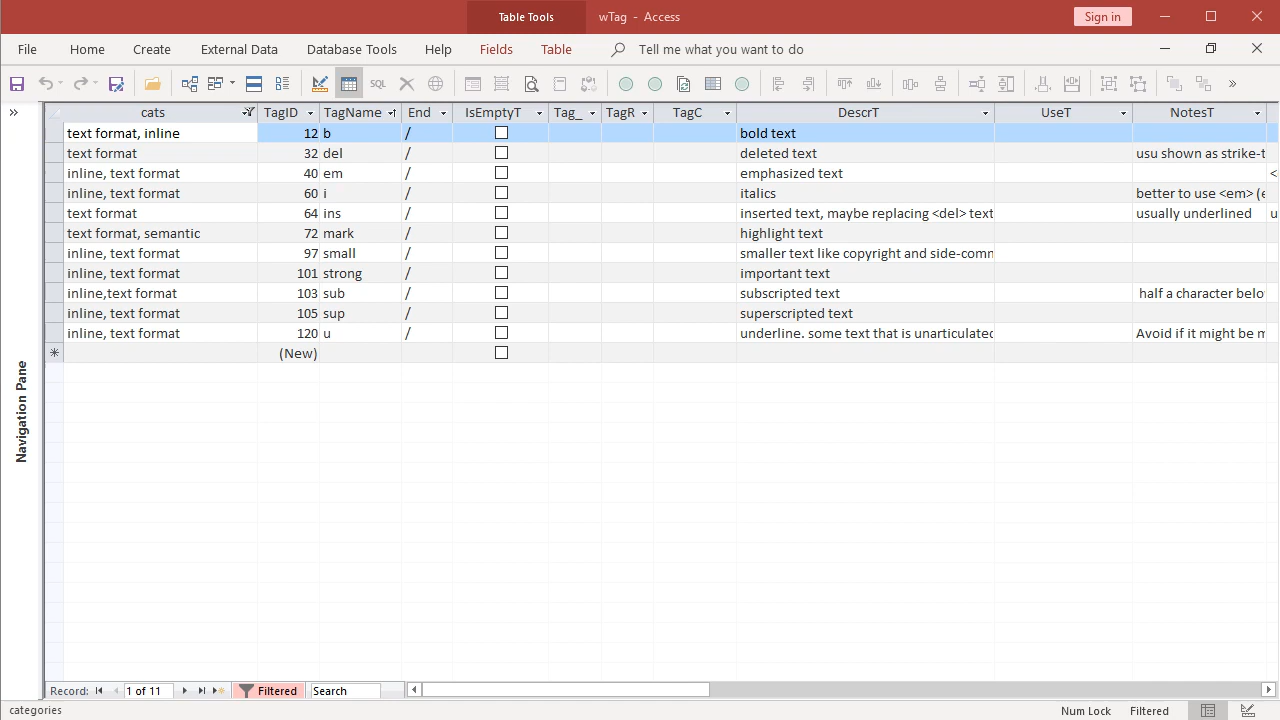 Table Tools wTag - Access Sign in
File Home Create External Data Database Tools Help Fields Table Tell me what you want to do
SQL
cats TagID TagName End IsEmptyT Tag_ TagR TagC DescrT UseT NotesT
text format, inline 12 b / bold text
text format 32 del / deleted text usu shown as strike-t
inline, text format 40 em / emphasized text <
inline, text format 60 i / italics better to use <em> (e
text format 64 ins / inserted text, maybe replacing <del> text usually underlined u
text format, semantic 72 mark / highlight text
inline, text format 97 small / smaller text like copyright and side-comm
inline, text format 101 strong / important text
inline,text format 103 sub / subscripted text half a character belo
inline, text format 105 sup / superscripted text
inline, text format 120 u / underline. some text that is unarticulated Avoid if it might be m
* (New)
Navigation Pane
Record: 1 of 11 Filtered Search
categories Num Lock Filtered